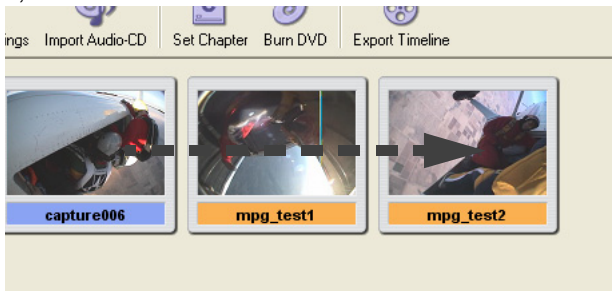 ings Import Audio-CD Set Chapter Burn DVD Export Timeline
capture006 mpg_test1 mpg_test2